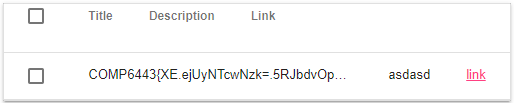 Title Description Link
COMP6443{XE.ejUyNTcwNzk=.5RJbdvOp… asdasd link